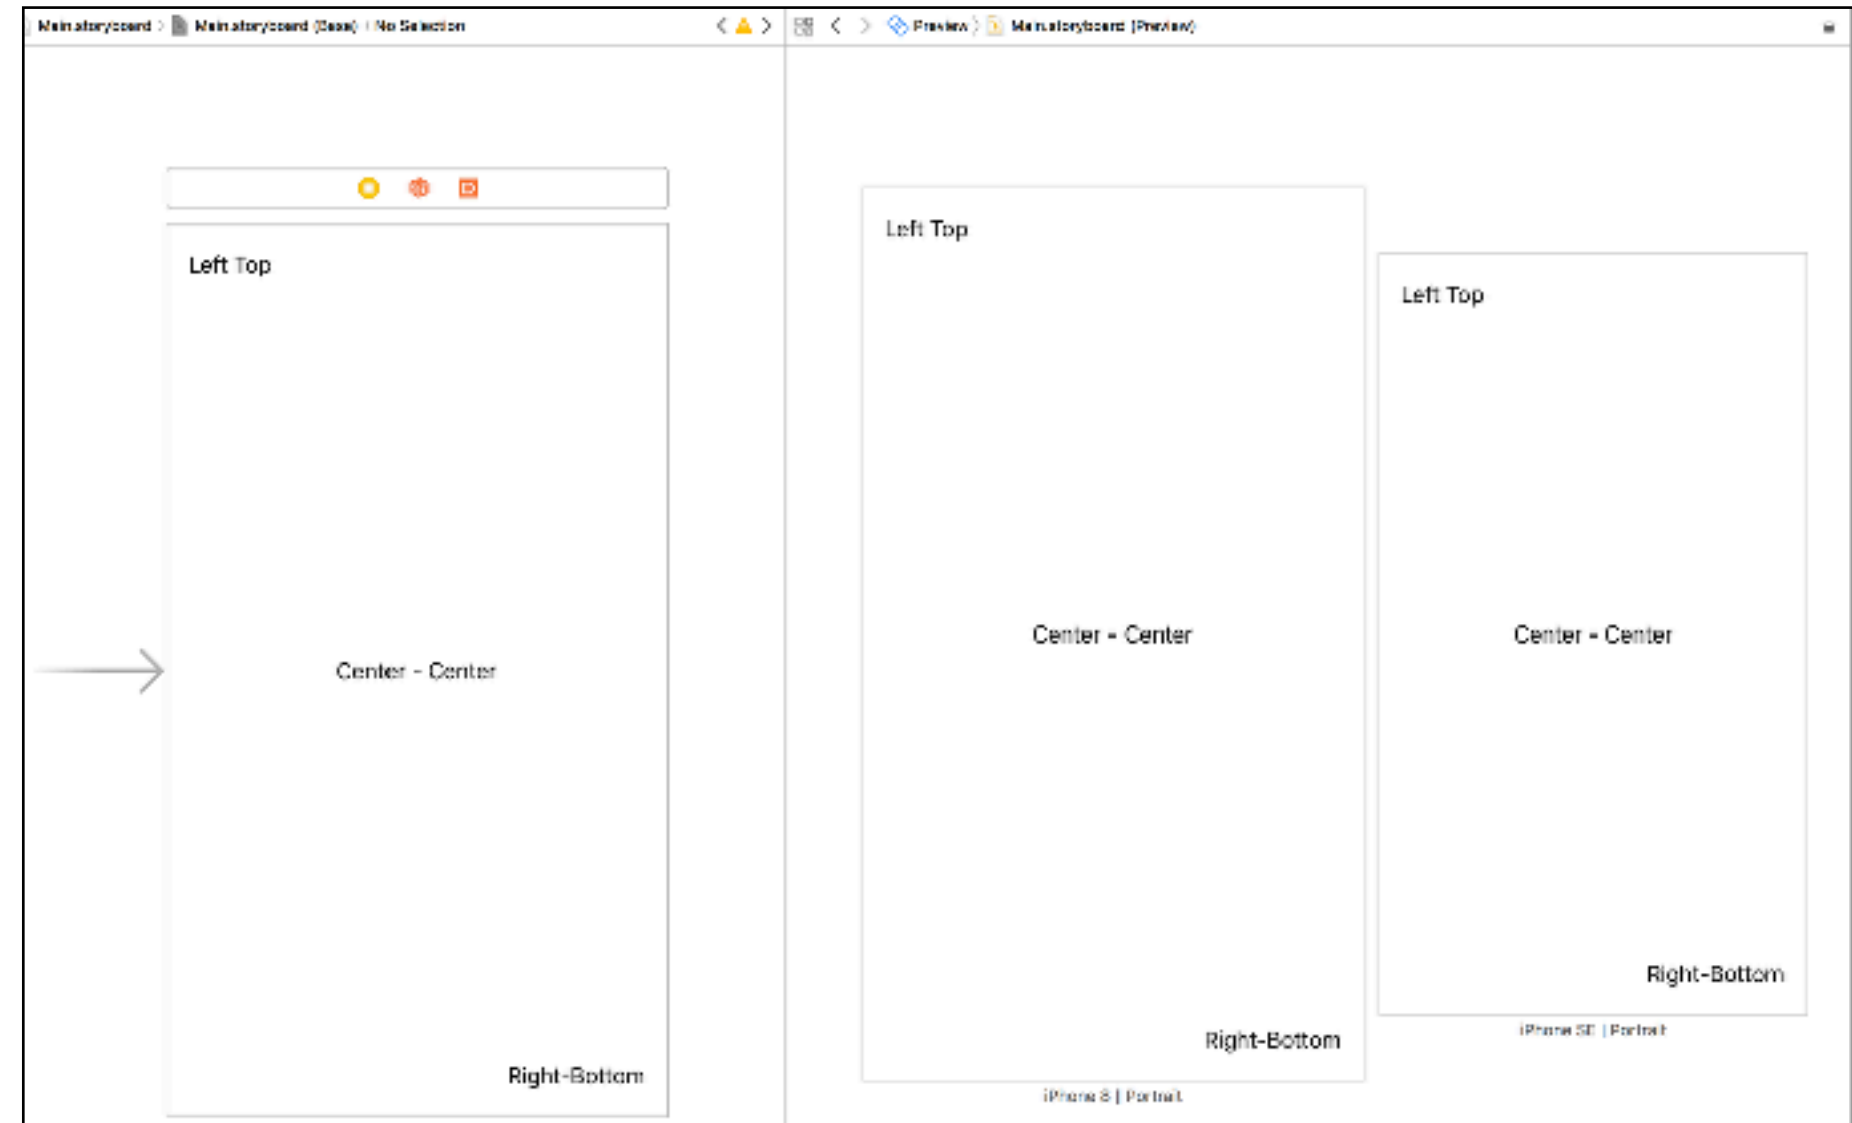 Main.storyboard > Main.storyboard (Base) > No Selection
Preview > Main.storyboard (Preview)
Left Top
Center - Center
Right-Bottom
Left Top
Center - Center
Right-Bottom
iPhone 8 | Portrait
Left Top
Center - Center
Right-Bottom
iPhone SE | Portrait